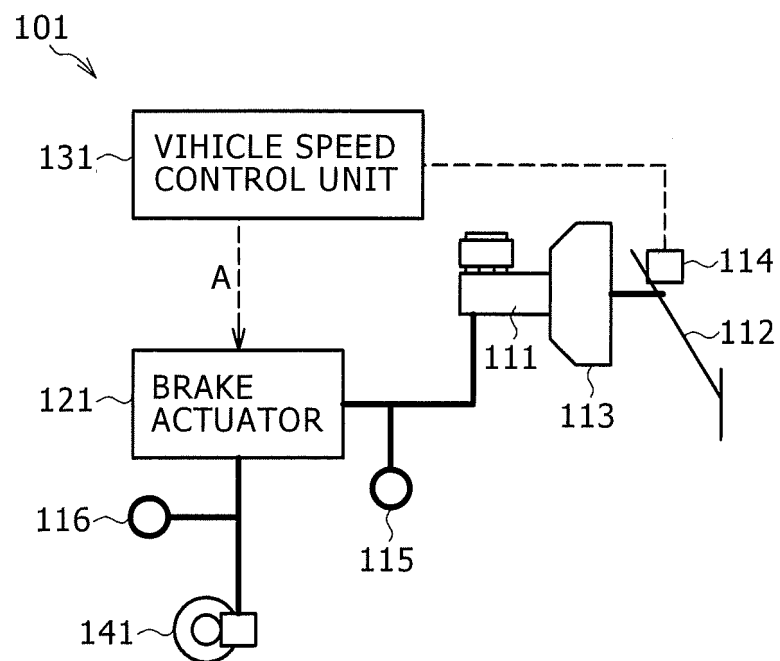 101
131
VIHICLE SPEED
CONTROL UNIT
A
114
112
111
113
121
BRAKE
ACTUATOR
116
115
141